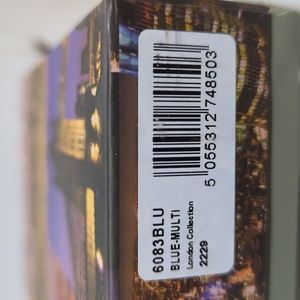 5 055312 748503
6083BLU
BLUE-MULTI
London Collection
2229